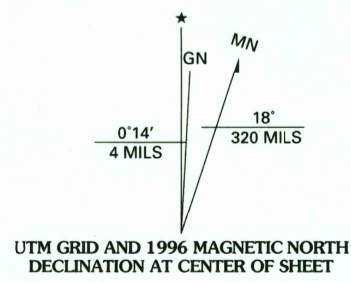 ★
GN
MN
0°14'
4 MILS
18°
320 MILS
UTM GRID AND 1996 MAGNETIC NORTH
DECLINATION AT CENTER OF SHEET